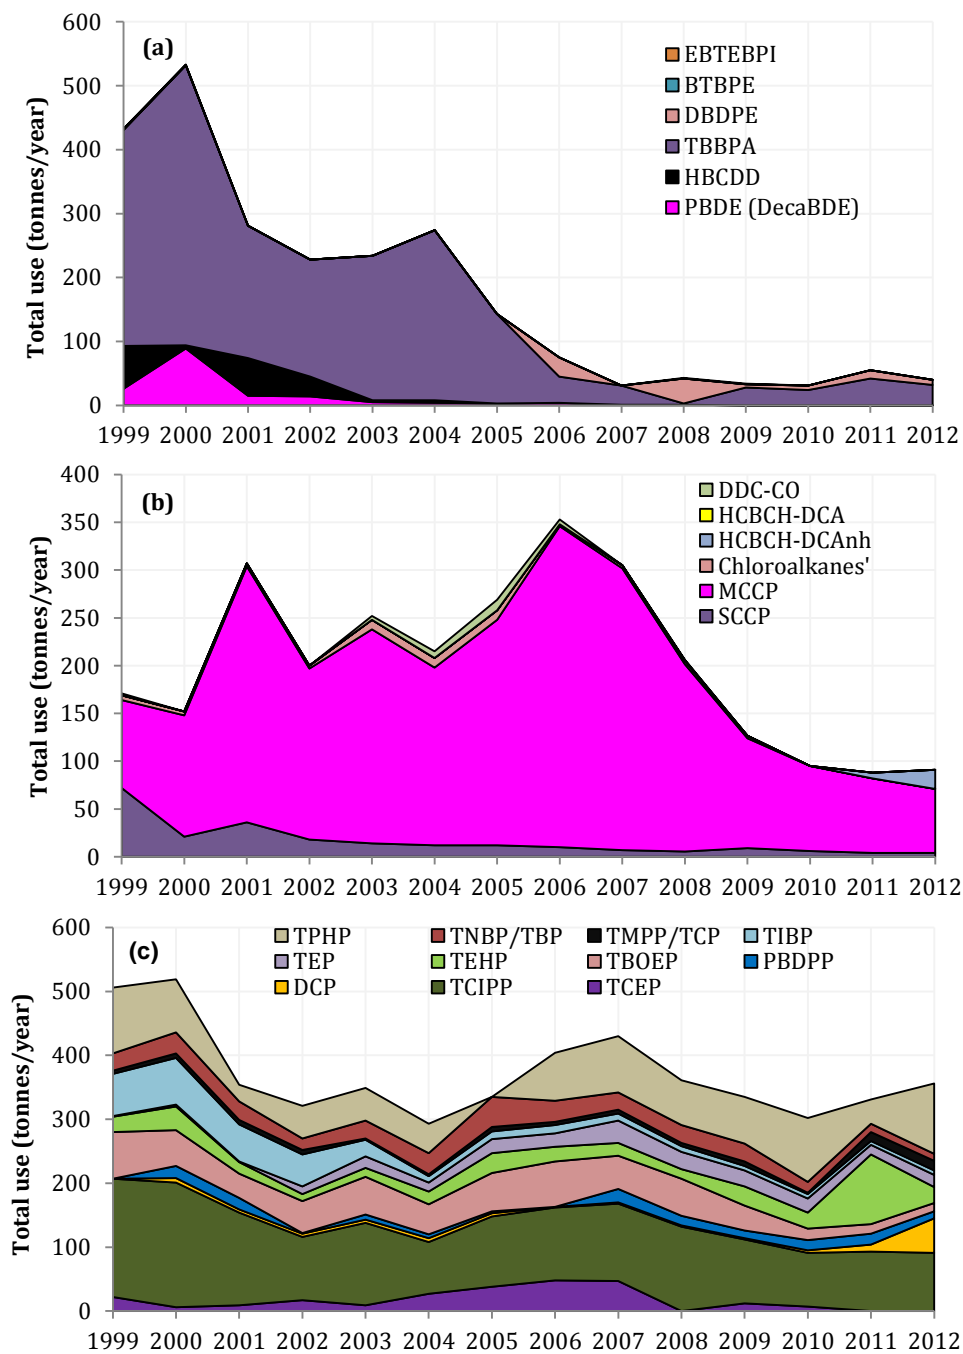 (a)
Total use (tonnes/year)
600
500
400
300
200
100
0
EBTEBPI
BTBPE
DBDPE
TBBPA
HBCDD
PBDE (DecaBDE)
1999 2000 2001 2002 2003 2004 2005 2006 2007 2008 2009 2010 2011 2012
(b)
Total use (tonnes/year)
400
350
300
250
200
150
100
50
0
DDC-CO
HCBCH-DCA
HCBCH-DCAnh
Chloroalkanes'
MCCP
SCCP
1999 2000 2001 2002 2003 2004 2005 2006 2007 2008 2009 2010 2011 2012
(c)
Total use (tonnes/year)
600
500
400
300
200
100
0
TPHP TNBP/TBP TMPP/TCP TIBP
TEP TEHP TBOEP PBDPP
DCP TCIPP TCEP
1999 2000 2001 2002 2003 2004 2005 2006 2007 2008 2009 2010 2011 2012